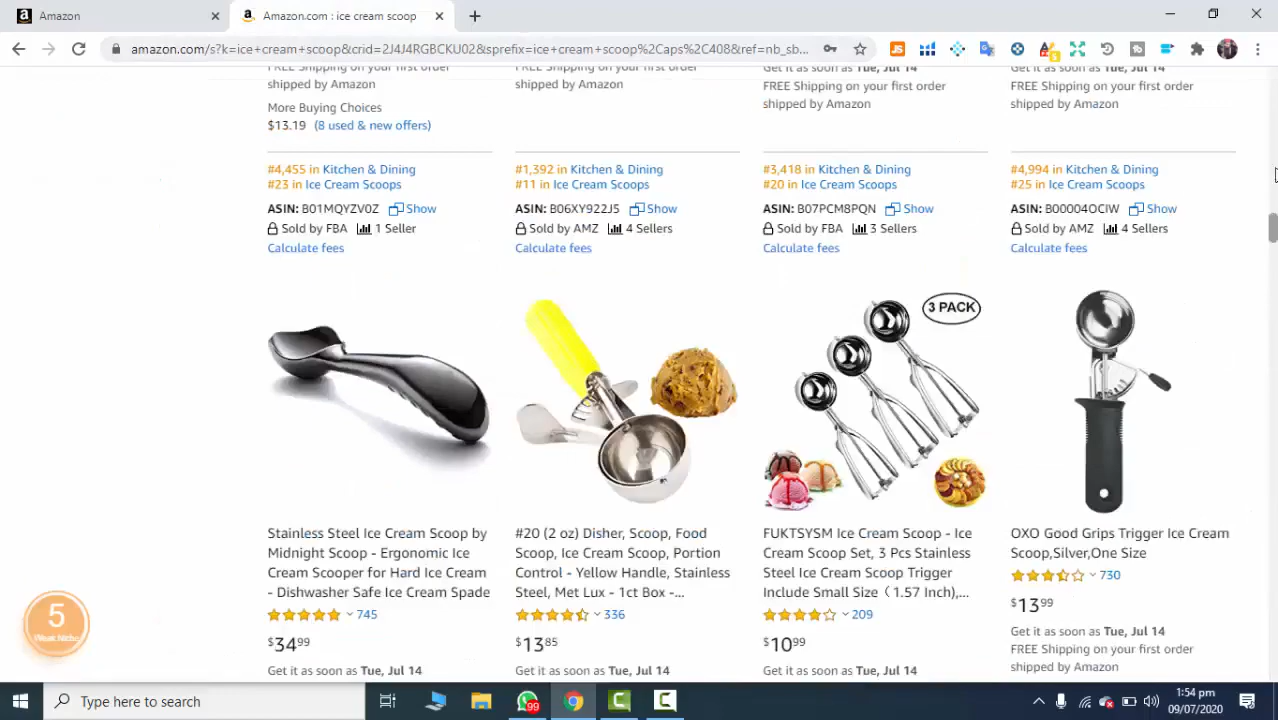 Amazon
Amazon.com : ice cream scoop
amazon.com/s?k=ice+cream+scoop&crid=2J4J4RGBCKU02&sprefix=ice+cream+scoop%2Caps%2C408&ref=nb_sb...
FREE Shipping on your first order
shipped by Amazon
More Buying Choices
$13.19 (8 used & new offers)
FREE Shipping on your first order
shipped by Amazon
Get it as soon as Tue, Jul 14
FREE Shipping on your first order
shipped by Amazon
Get it as soon as Tue, Jul 14
FREE Shipping on your first order
shipped by Amazon
#4,455 in Kitchen & Dining
#23 in Ice Cream Scoops
ASIN: B01MQYZV0Z Show
Sold by FBA 1 Seller
Calculate fees
#1,392 in Kitchen & Dining
#11 in Ice Cream Scoops
ASIN: B06XY922J5 Show
Sold by AMZ 4 Sellers
Calculate fees
#3,418 in Kitchen & Dining
#20 in Ice Cream Scoops
ASIN: B07PCM8PQN Show
Sold by FBA 3 Sellers
Calculate fees
#4,994 in Kitchen & Dining
#25 in Ice Cream Scoops
ASIN: B00004OCIW Show
Sold by AMZ 4 Sellers
Calculate fees
3 PACK
Stainless Steel Ice Cream Scoop by
Midnight Scoop - Ergonomic Ice
Cream Scooper for Hard Ice Cream
- Dishwasher Safe Ice Cream Spade
745
$3499
Get it as soon as Tue, Jul 14
#20 (2 oz) Disher, Scoop, Food
Scoop, Ice Cream Scoop, Portion
Control - Yellow Handle, Stainless
Steel, Met Lux - 1ct Box -...
336
$1385
Get it as soon as Tue, Jul 14
FUKTSYSM Ice Cream Scoop - Ice
Cream Scoop Set, 3 Pcs Stainless
Steel Ice Cream Scoop Trigger
Include Small Size（1.57 Inch),...
209
$1099
Get it as soon as Tue, Jul 14
OXO Good Grips Trigger Ice Cream
Scoop,Silver,One Size
730
$1399
Get it as soon as Tue, Jul 14
FREE Shipping on your first order
shipped by Amazon
5
Weak Niche
Type here to search
99
1:54 pm
09/07/2020